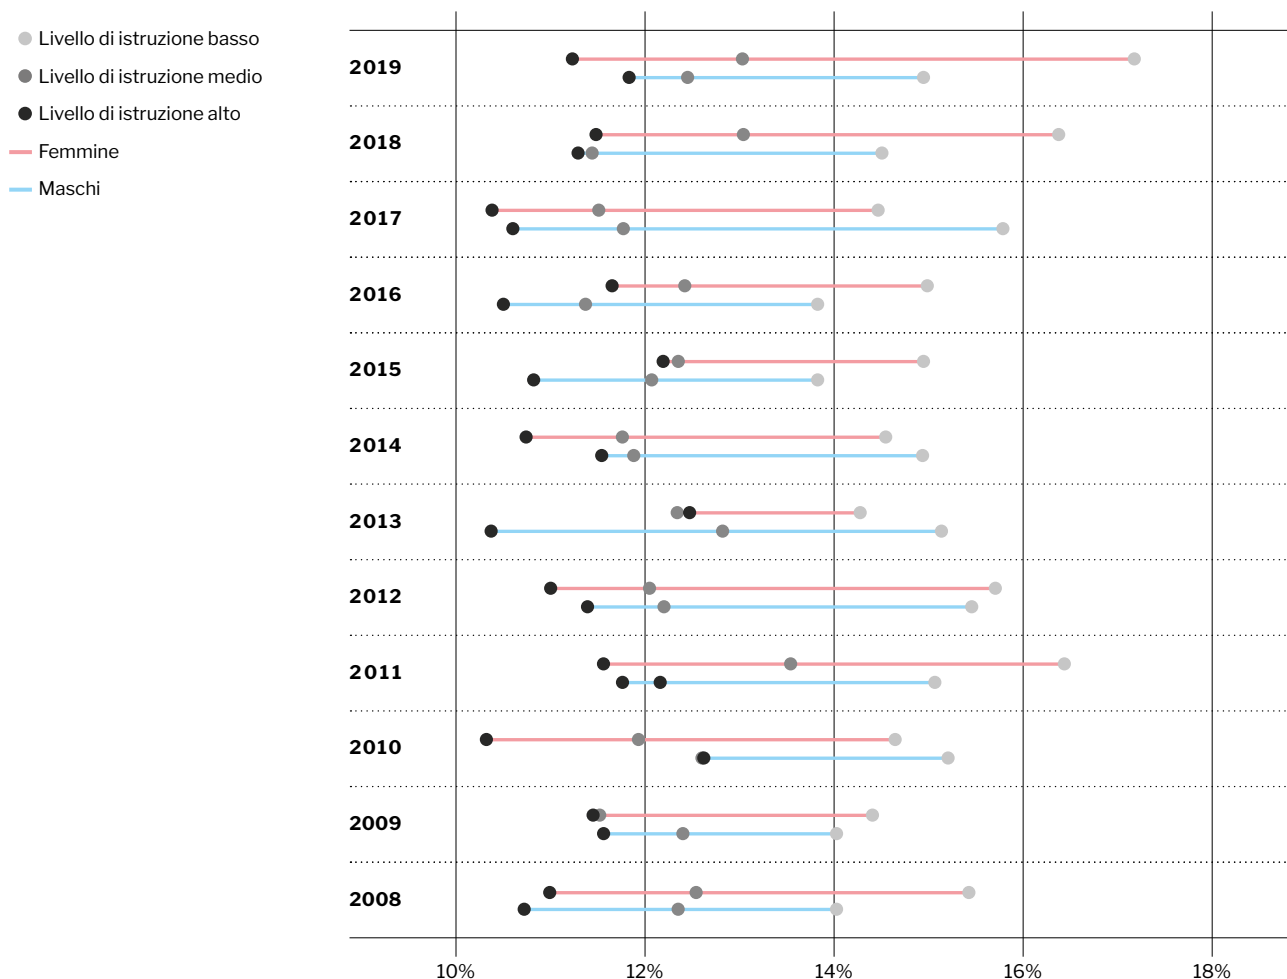 Livello di istruzione basso
Livello di istruzione medio
Livello di istruzione alto
Femmine
Maschi
2019
2018
2017
2016
2015
2014
2013
2012
2011
2010
2009
2008
10% 12% 14% 16% 18%